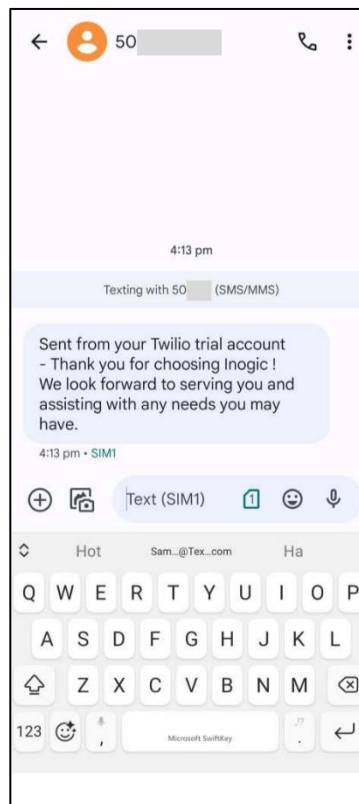 50
4:13 pm
Texting with 50 (SMS/MMS)
Sent from your Twilio trial account
- Thank you for choosing Inogic !
We look forward to serving you and
assisting with any needs you may
have.
4:13 pm • SIM1
Text (SIM1) 1
Hot Sam...@Tex...com Ha
Q W E R T Y U I O P
A S D F G H J K L
Z X C V B N M
123 , Microsoft SwiftKey ,!? .